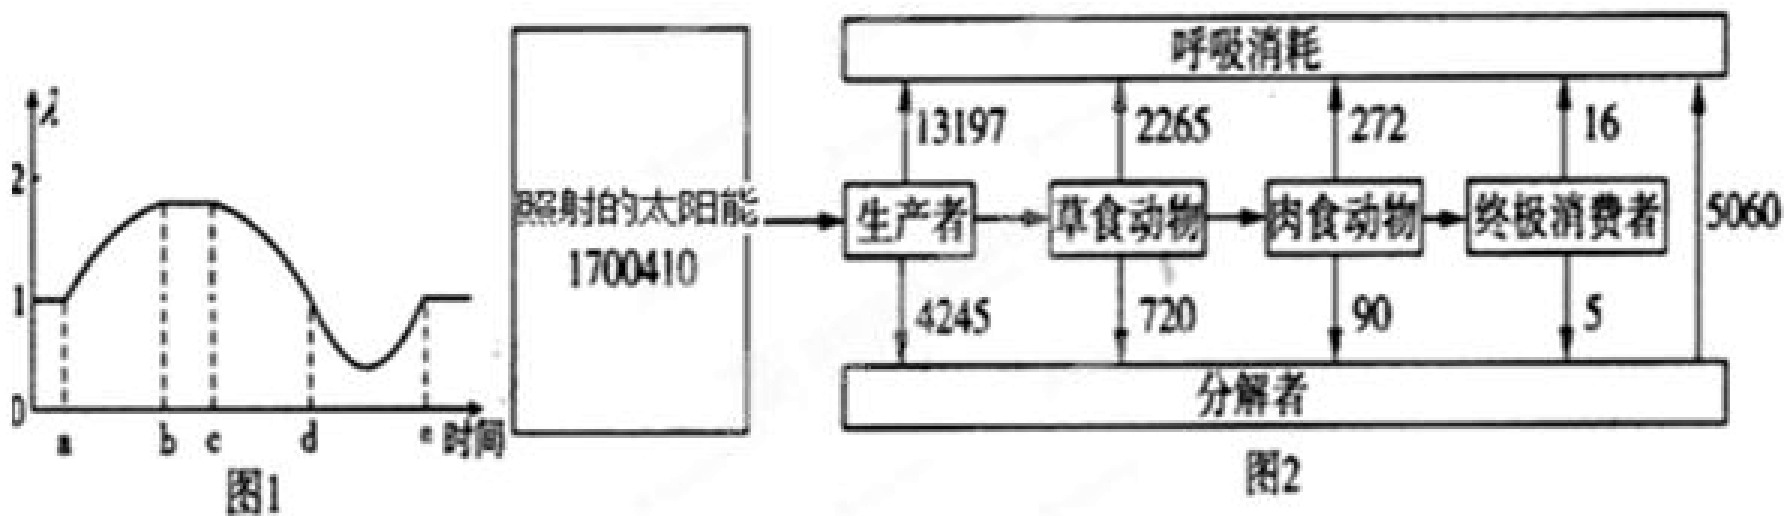 λ
2
1
0
a b c d e 时间
图1
照射的太阳能
1700410
呼吸消耗
13197 2265 272 16
生产者 草食动物 肉食动物 终极消费者 5060
4245 720 90 5
分解者
图2